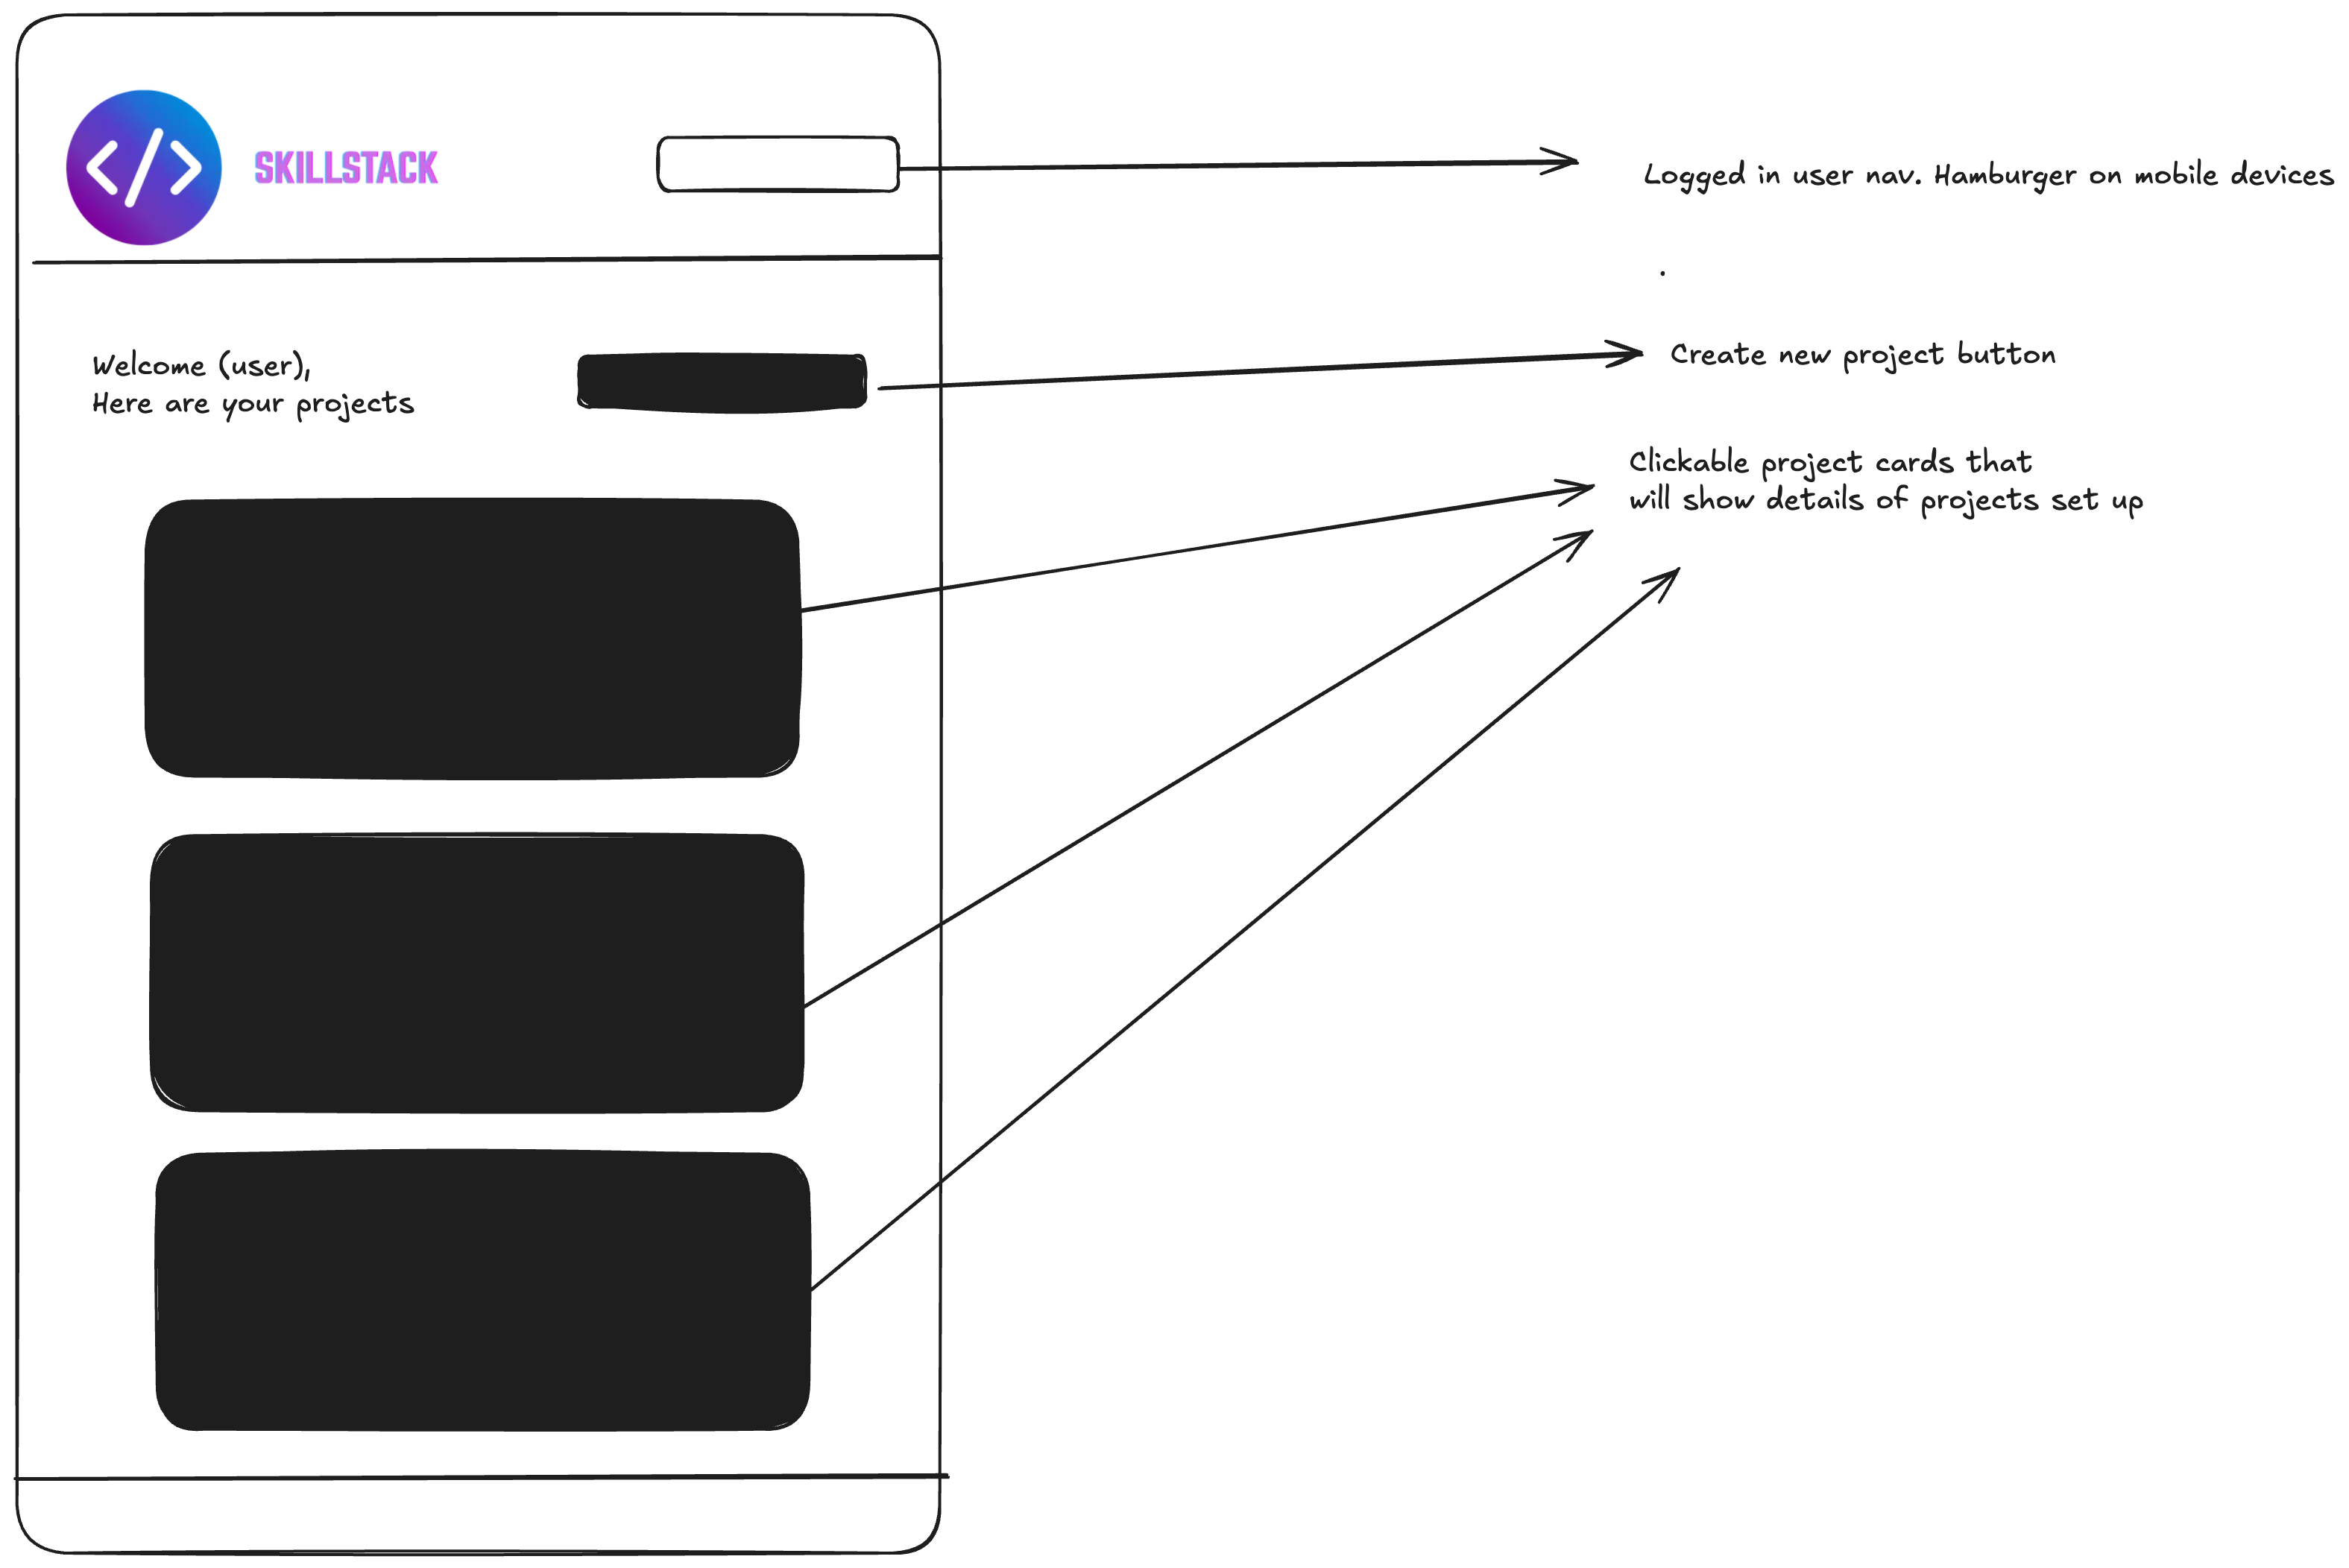 SKILLSTACK
Logged in user nav. Hamburger on mobile devices
.
Welcome (user),
Here are your projects
Create new project button
Clickable project cards that
will show details of projects set up